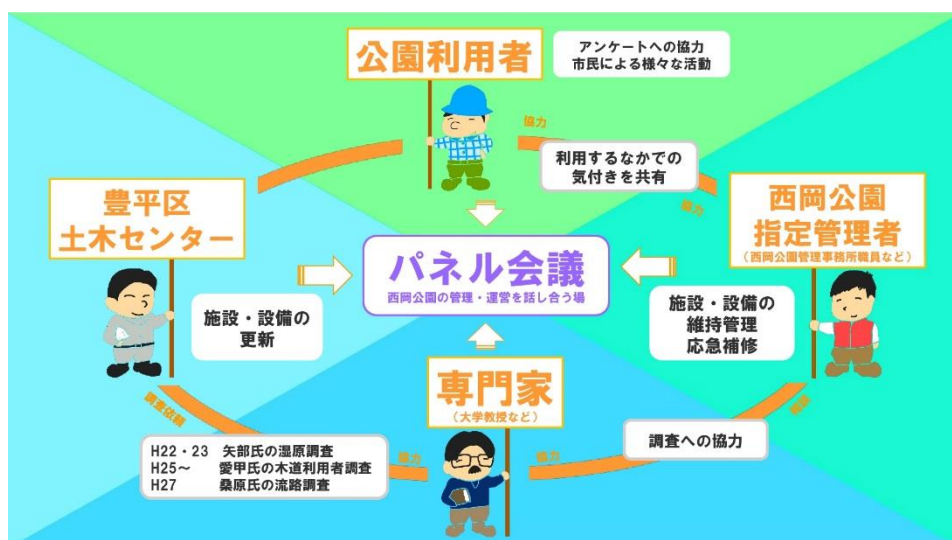 公園利用者
アンケートへの協力
市民による様々な活動
協力
利用するなかでの
気付きを共有
協力
豊平区
土木センター
西岡公園
指定管理者
(西岡公園管理事務所職員など)
パネル会議
西岡公園の管理・運営を話し合う場
施設・設備の
更新
施設・設備の
維持管理
応急補修
専門家
(大学教授など)
調査依頼
H22・23 矢部氏の湿原調査
H25～ 愛甲氏の木道利用者調査
H27 桑原氏の流路調査
協力
協力
調査への協力